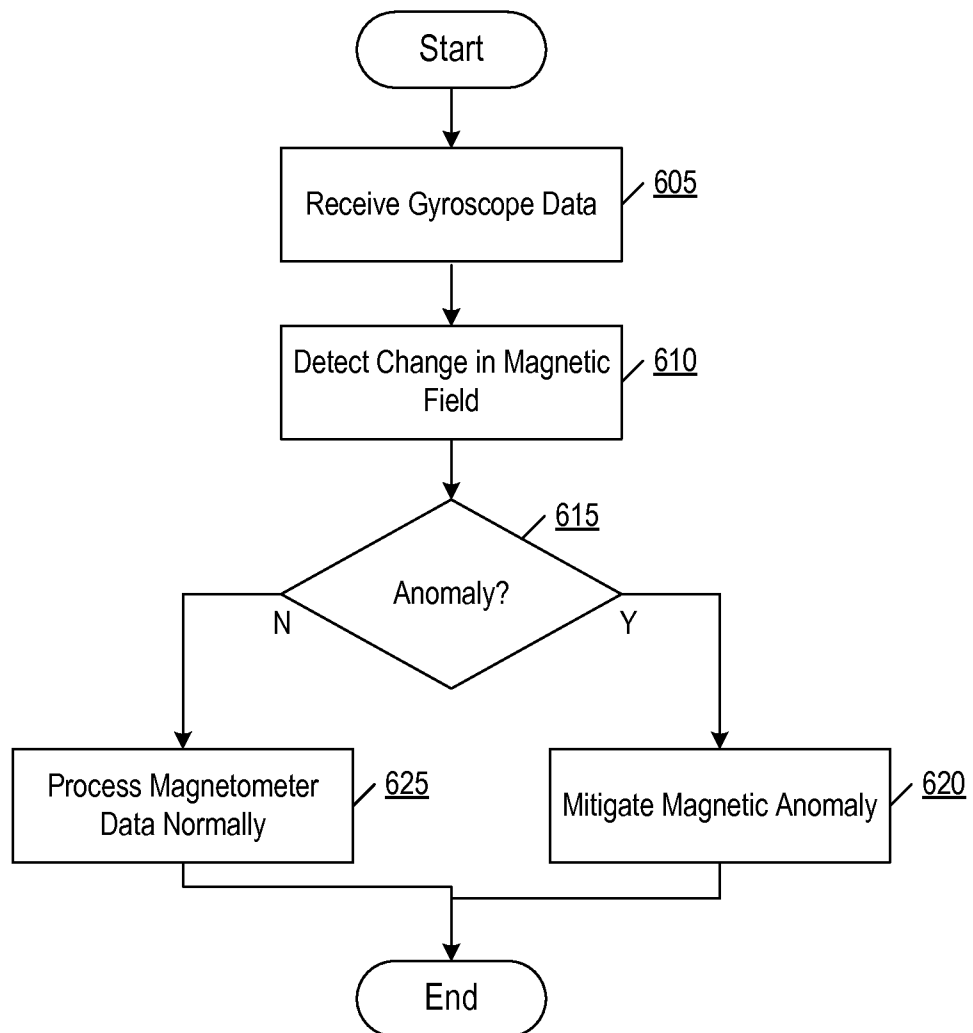 Start
Receive Gyroscope Data
605
Detect Change in Magnetic
Field
610
615
Anomaly?
N
Y
Process Magnetometer
Data Normally
625
Mitigate Magnetic Anomaly
620
End